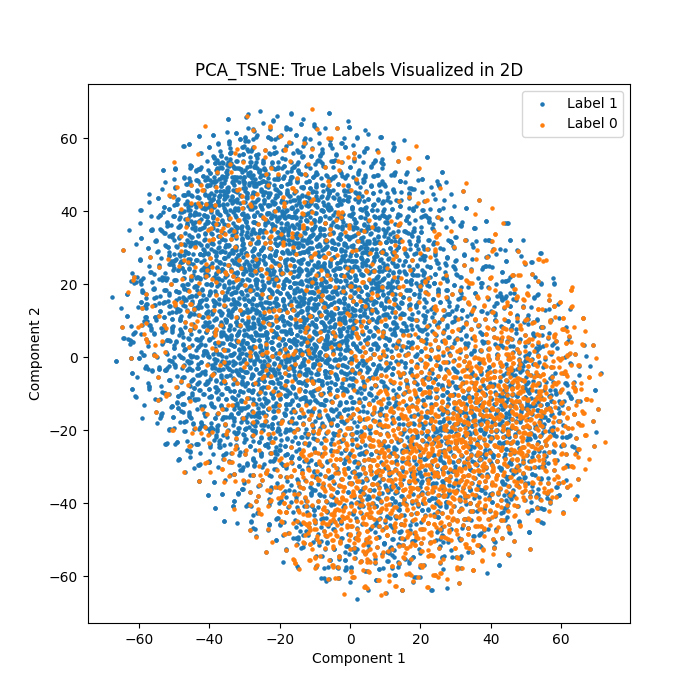 PCA_TSNE: True Labels Visualized in 2D
Label 1
Label 0
60
40
20
0
−20
−40
−60
Component 2
−60 −40 −20 0 20 40 60
Component 1